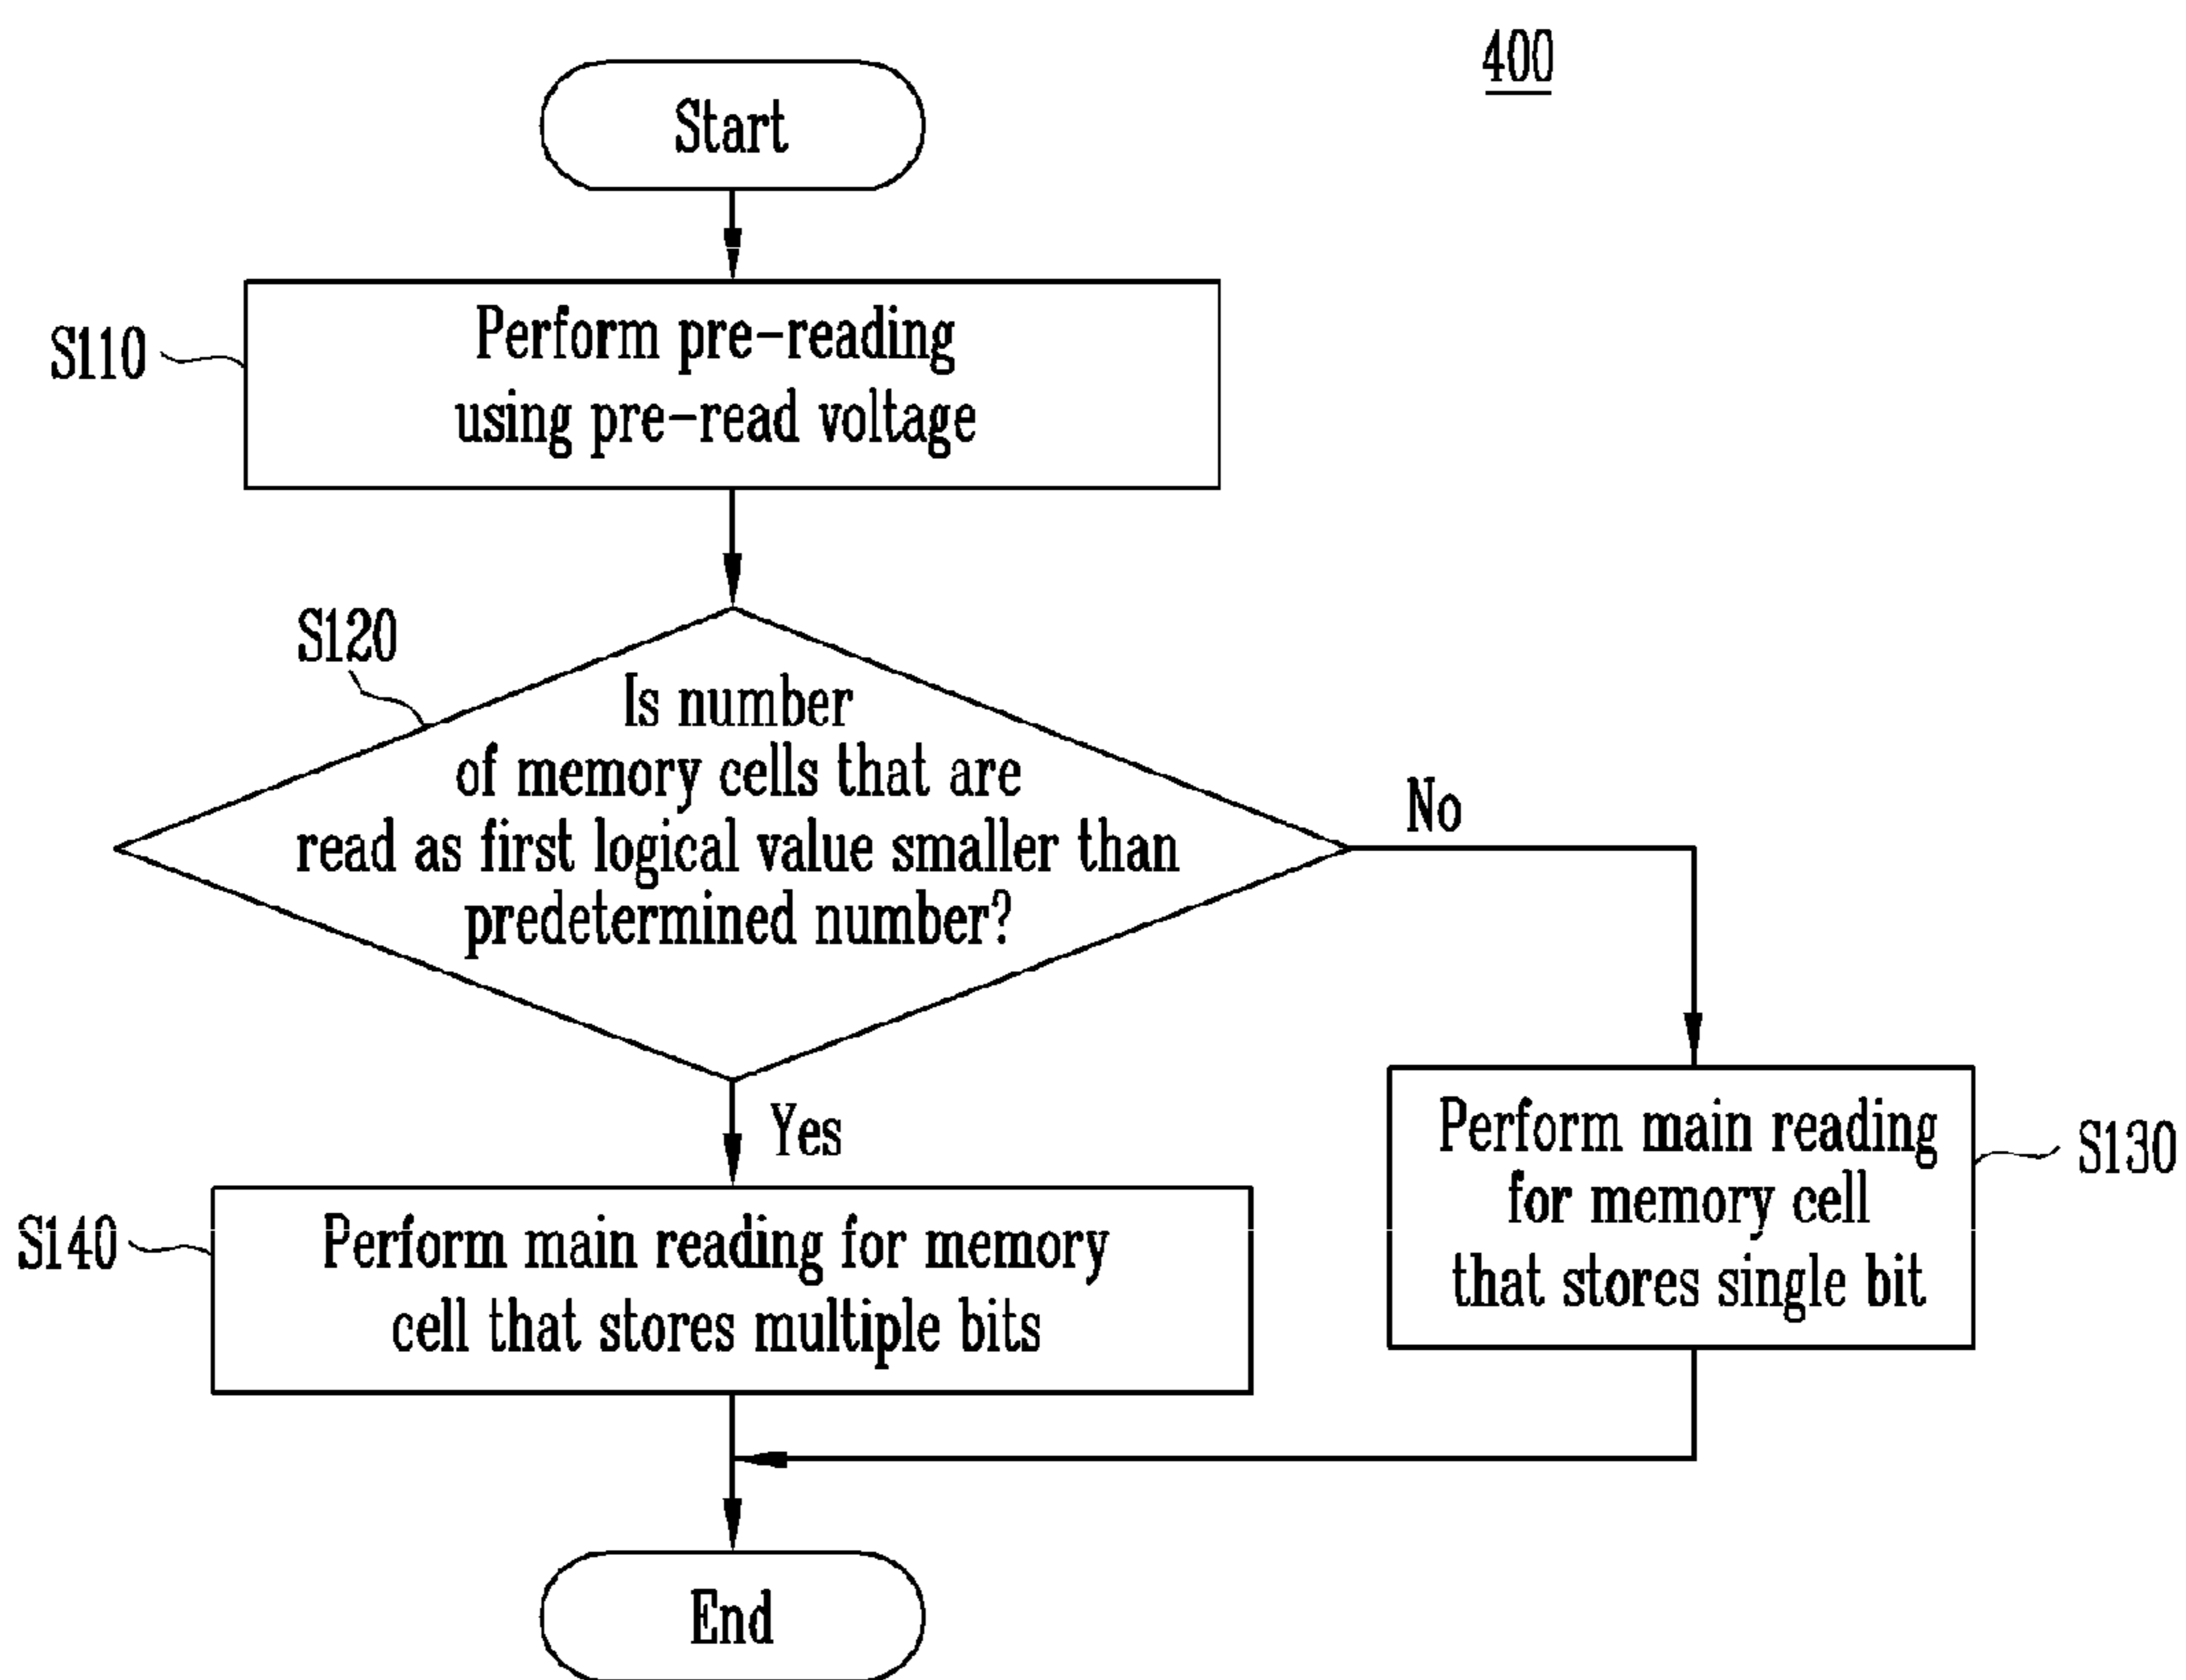 400
Start
S110
Perform pre-reading
using pre-read voltage
S120
Is number
of memory cells that are
read as first logical value smaller than
predetermined number?
No
Yes
Perform main reading
for memory cell
that stores single bit
S130
S140
Perform main reading for memory
cell that stores multiple bits
End